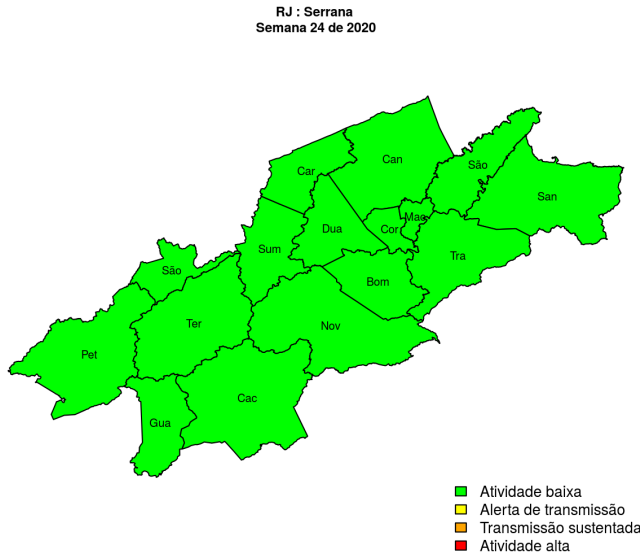 RJ : Serrana
Semana 24 de 2020
Can
São
Car
San
Mac
Dua
Cor
Sum
Tra
São
Bom
Ter
Nov
Pet
Cac
Gua
Atividade baixa
Alerta de transmissão
Transmissão sustentada
Atividade alta